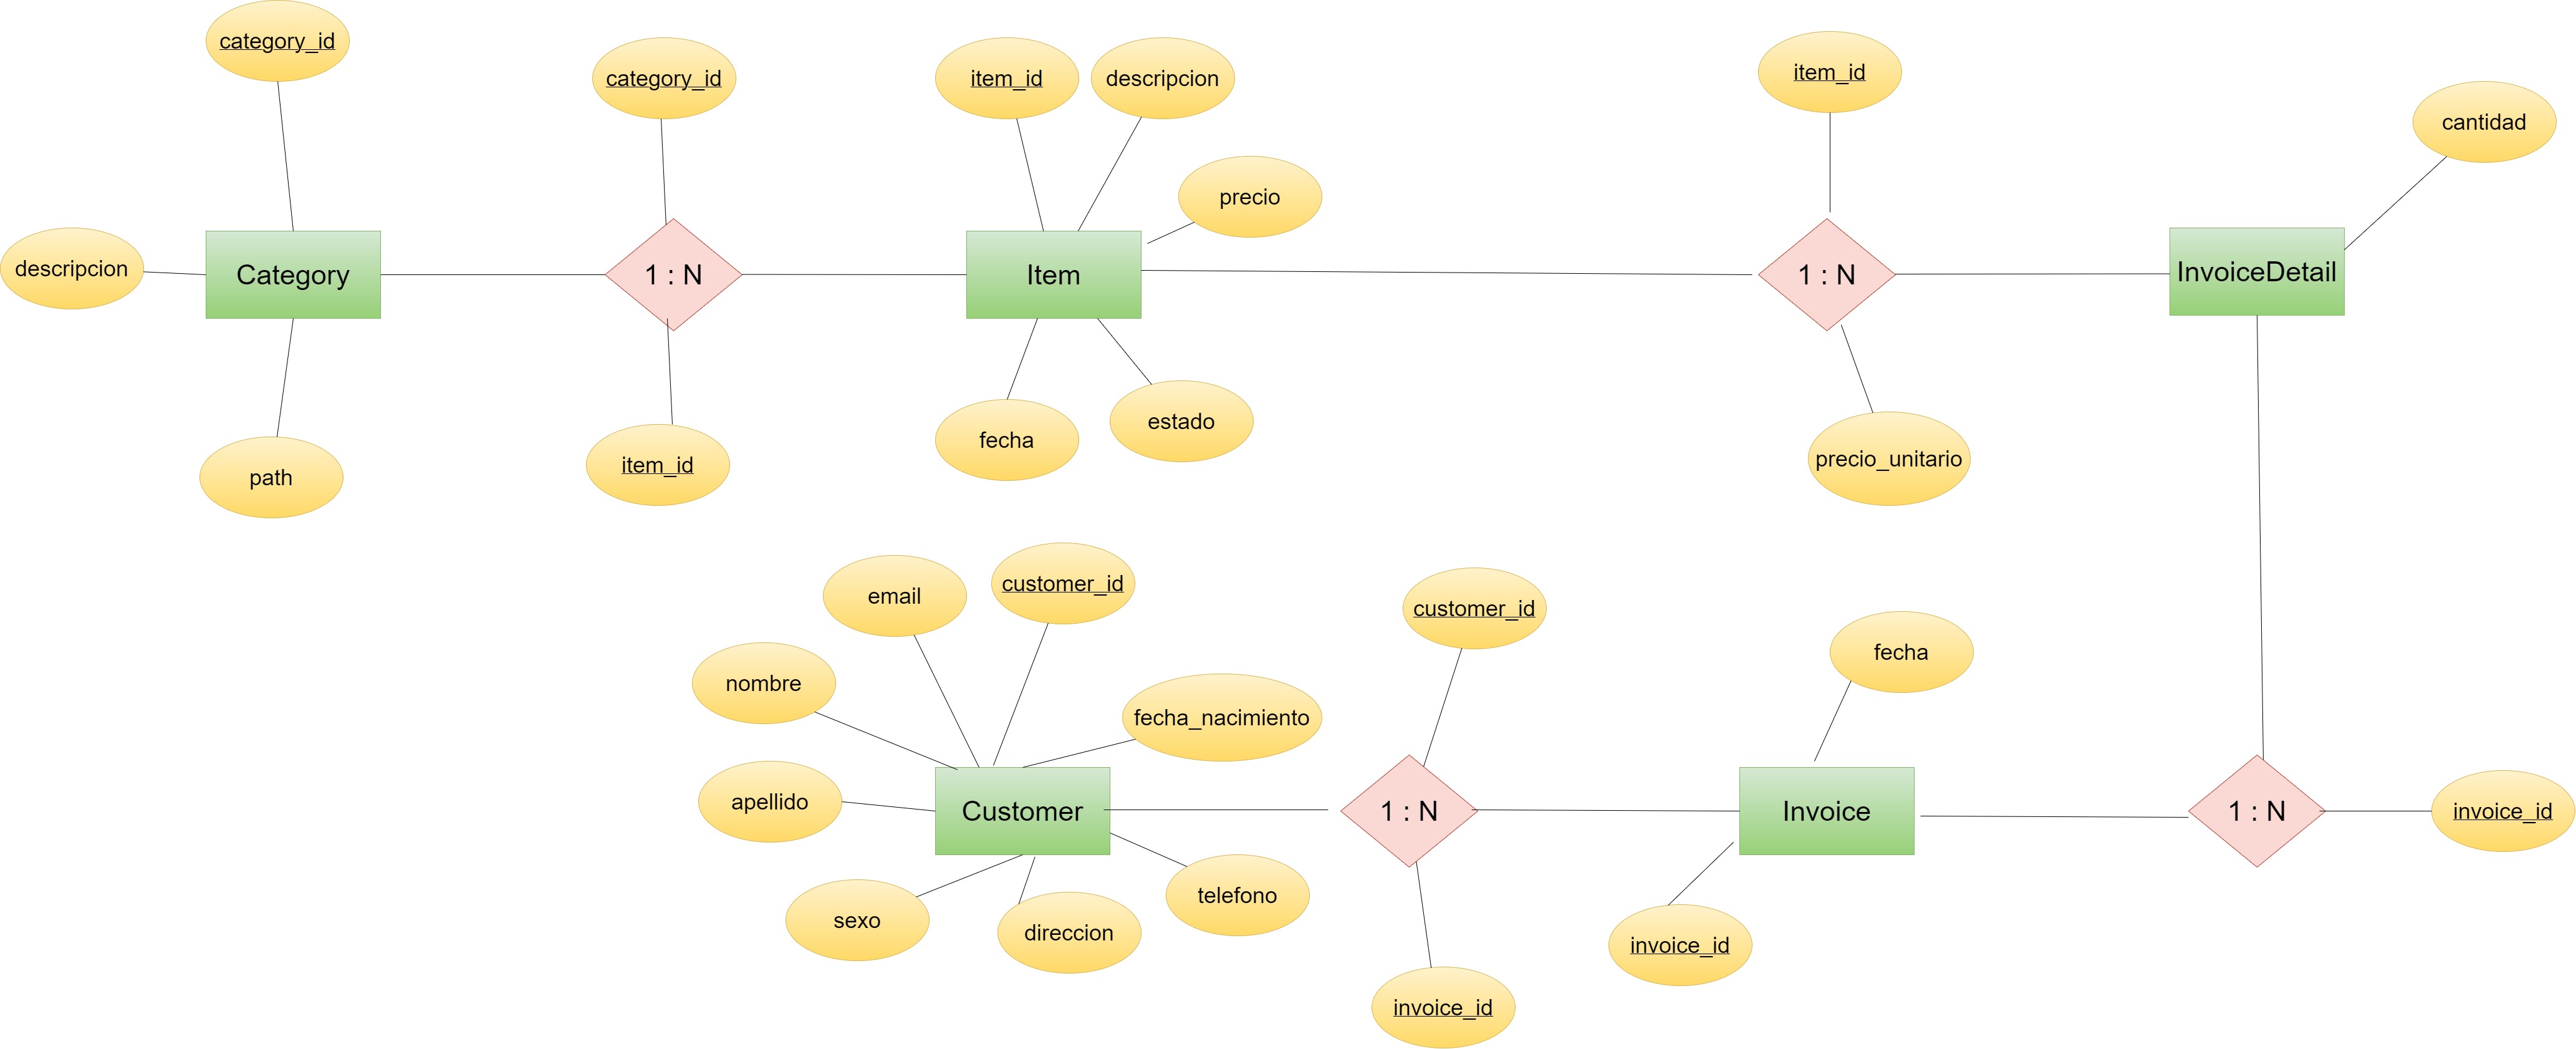 category_id
category_id
item_id
descripcion
item_id
cantidad
precio
descripcion
Category
1 : N
Item
1 : N
InvoiceDetail
path
item_id
fecha
estado
precio_unitario
email
customer_id
customer_id
nombre
fecha_nacimiento
fecha
apellido
Customer
1 : N
Invoice
1 : N
invoice_id
sexo
direccion
telefono
invoice_id
invoice_id